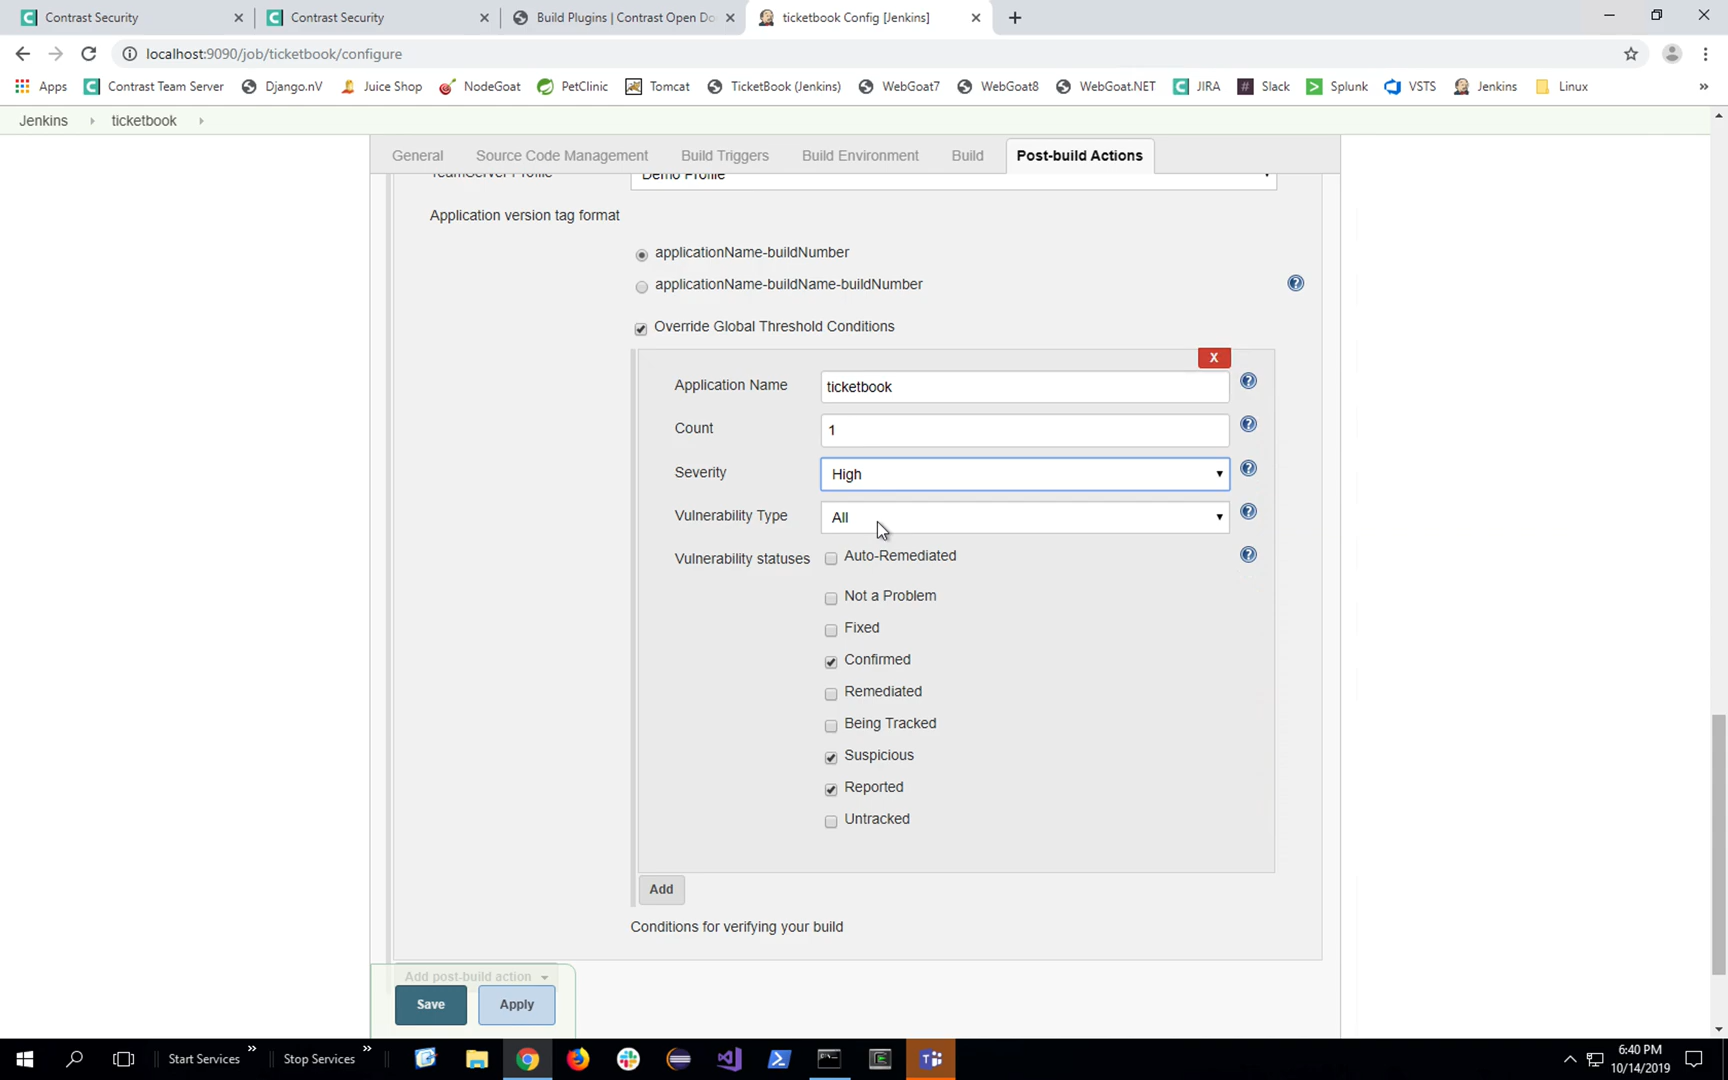 Contrast Security
Contrast Security
Build Plugins | Contrast Open Do
ticketbook Config [Jenkins]
localhost:9090/job/ticketbook/configure
Apps
Contrast Team Server
Django.nV
Juice Shop
NodeGoat
PetClinic
Tomcat
TicketBook (Jenkins)
WebGoat7
WebGoat8
WebGoat.NET
JIRA
Slack
Splunk
VSTS
Jenkins
Linux
Jenkins
ticketbook
General
Source Code Management
Build Triggers
Build Environment
Build
Post-build Actions
TeamServer Profile
Demo Profile
Application version tag format
applicationName-buildNumber
applicationName-buildName-buildNumber
Override Global Threshold Conditions
X
Application Name
ticketbook
Count
1
Severity
High
Vulnerability Type
All
Vulnerability statuses
Auto-Remediated
Not a Problem
Fixed
Confirmed
Remediated
Being Tracked
Suspicious
Reported
Untracked
Add
Conditions for verifying your build
Add post-build action
Save
Apply
Start Services
Stop Services
6:40 PM
10/14/2019